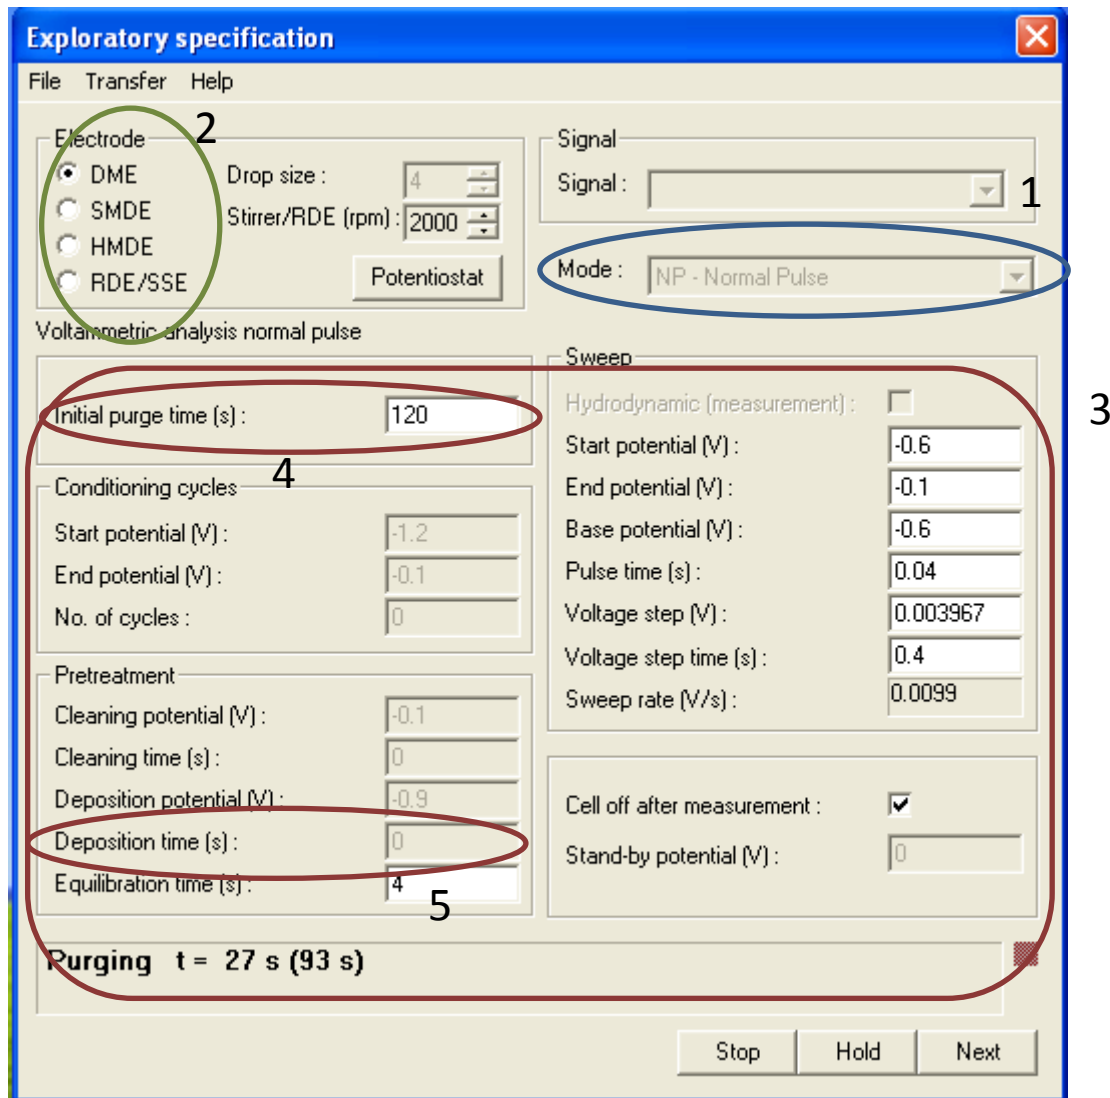 Exploratory specification
File Transfer Help
2
Electrode
DME
SMDE
HMDE
RDE/SSE
Drop size : 4
Stirrer/RDE (rpm) : 2000
Potentiostat
Signal
Signal :
1
Mode : NP - Normal Pulse
Voltammetric analysis normal pulse
Initial purge time (s) : 120
4
Conditioning cycles
Start potential (V) : -1.2
End potential (V) : -0.1
No. of cycles : 0
Pretreatment
Cleaning potential (V) : -0.1
Cleaning time (s) : 0
Deposition potential (V) : -0.9
Deposition time (s) : 0
Equilibration time (s) : 4
5
Sweep
Hydrodynamic (measurement) :
3
Start potential (V) : -0.6
End potential (V) : -0.1
Base potential (V) : -0.6
Pulse time (s) : 0.04
Voltage step (V) : 0.003967
Voltage step time (s) : 0.4
Sweep rate (V/s) : 0.0099
Cell off after measurement :
Stand-by potential (V) : 0
Purging t = 27 s (93 s)
Stop Hold Next